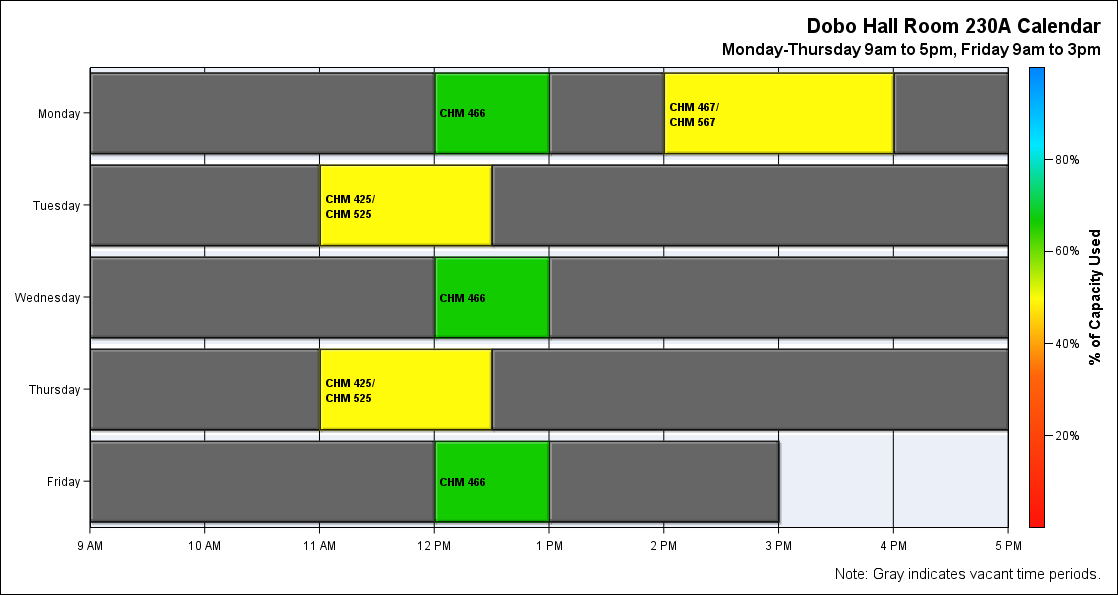 Dobo Hall Room 230A Calendar
Monday-Thursday 9am to 5pm, Friday 9am to 3pm
Monday
CHM 466
CHM 467/
CHM 567
Tuesday
CHM 425/
CHM 525
Wednesday
CHM 466
Thursday
CHM 425/
CHM 525
Friday
CHM 466
9 AM 10 AM 11 AM 12 PM 1 PM 2 PM 3 PM 4 PM 5 PM
80%
60%
40%
20%
% of Capacity Used
Note: Gray indicates vacant time periods.